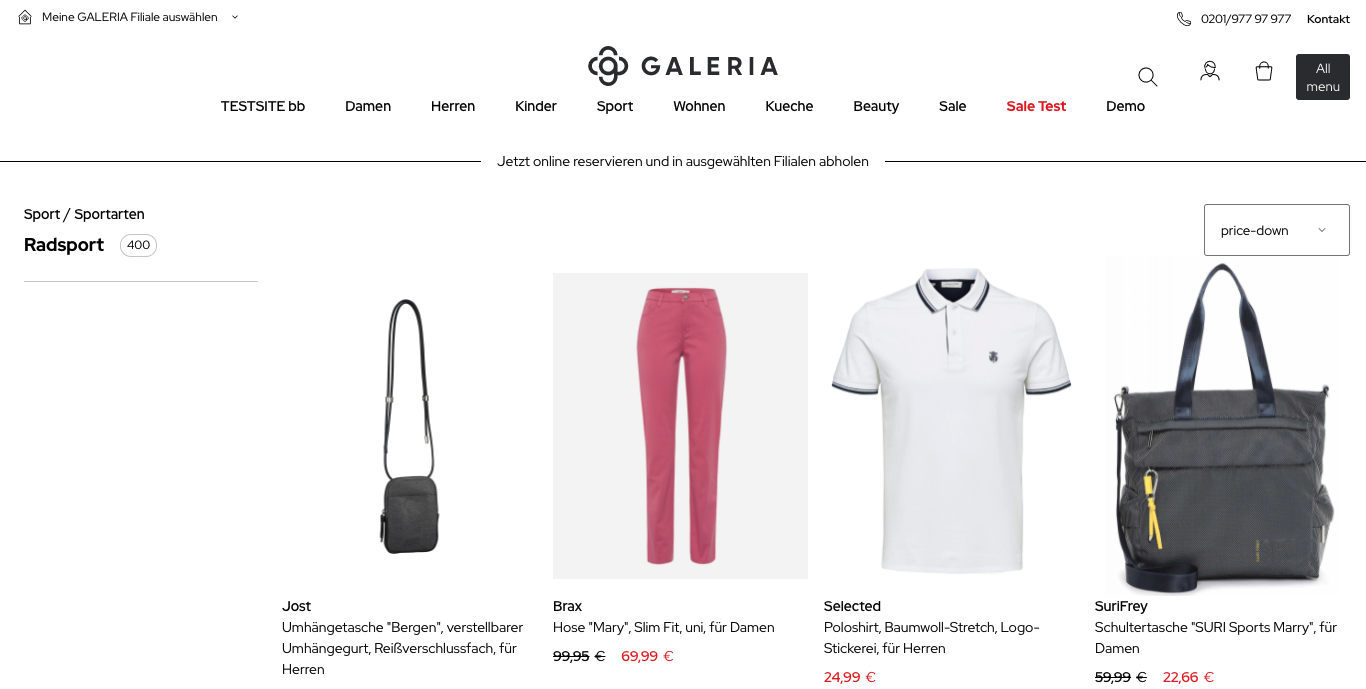 Meine GALERIA Filiale auswählen
0201/977 97 977
Kontakt
GALERIA
All
menu
TESTSITE bb
Damen
Herren
Kinder
Sport
Wohnen
Kueche
Beauty
Sale
Sale Test
Demo
Jetzt online reservieren und in ausgewählten Filialen abholen
Sport / Sportarten
Radsport
400
price-down
Jost
Umhängetasche "Bergen", verstellbarer
Umhängegurt, Reißverschlussfach, für
Herren
Brax
Hose "Mary", Slim Fit, uni, für Damen
99,95 € 69,99 €
Selected
Poloshirt, Baumwoll-Stretch, Logo-
Stickerei, für Herren
24,99 €
SuriFrey
Schultertasche "SURI Sports Marry", für
Damen
59,99 € 22,66 €